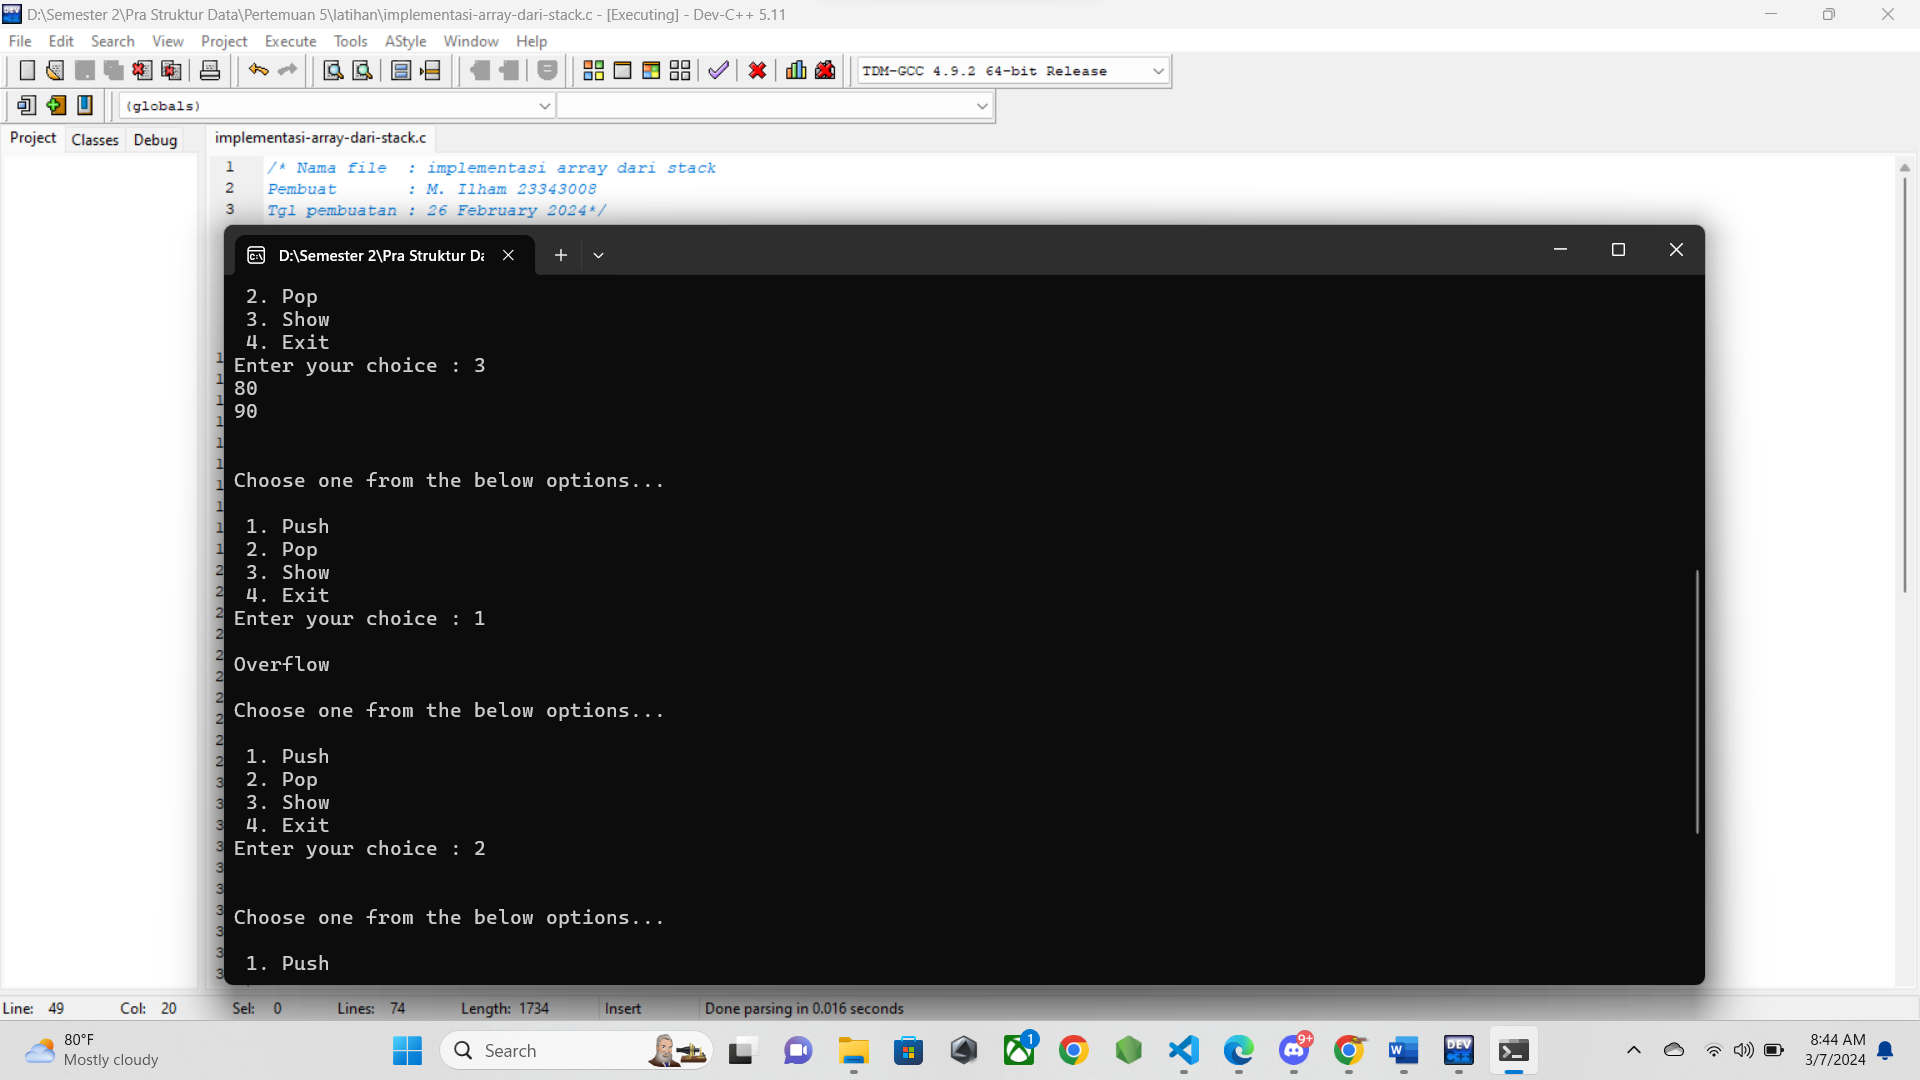 D:\Semester 2\Pra Struktur Data\Pertemuan 5\latihan\implementasi-array-dari-stack.c - [Executing] - Dev-C++ 5.11
File Edit Search View Project Execute Tools AStyle Window Help
TDM-GCC 4.9.2 64-bit Release
(globals)
Project Classes Debug
implementasi-array-dari-stack.c
1 /* Nama file : implementasi array dari stack
2 Pembuat : M. Ilham 23343008
3 Tgl pembuatan : 26 February 2024*/
D:\Semester 2\Pra Struktur Da
2. Pop
3. Show
4. Exit
Enter your choice : 3
80
90
Choose one from the below options...
1. Push
2. Pop
3. Show
4. Exit
Enter your choice : 1
Overflow
Choose one from the below options...
1. Push
2. Pop
3. Show
4. Exit
Enter your choice : 2
Choose one from the below options...
1. Push
Line: 49 Col: 20 Sel: 0 Lines: 74 Length: 1734 Insert Done parsing in 0.016 seconds
80°F
Mostly cloudy
Search
1
9+
DEV
C++
8:44 AM
3/7/2024